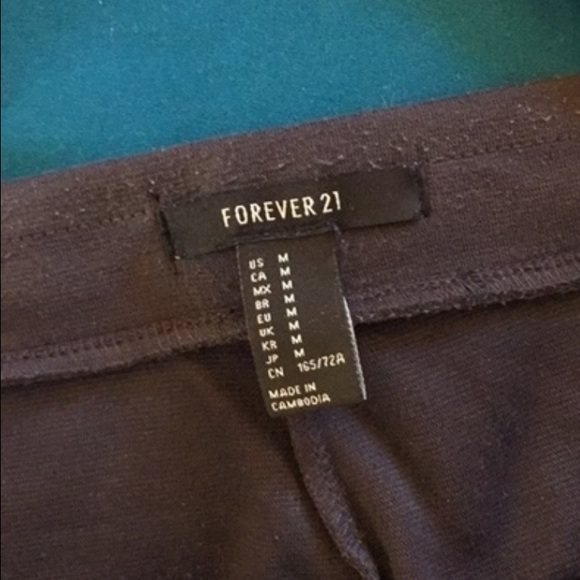 FOREVER 21
US M
CA M
MX M
BR M
EU M
UK M
KR M
JP M
CN 165/72A
MADE IN
CAMBODIA